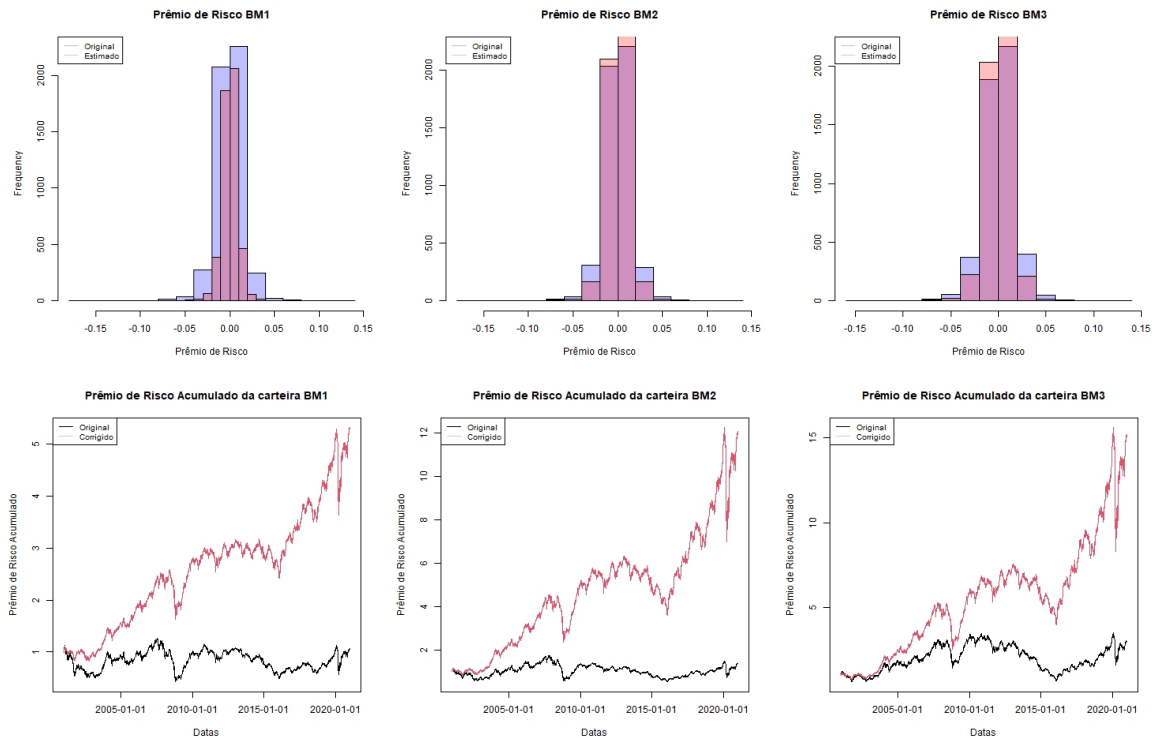 Prêmio de Risco BM1
Original
Estimado
Frequency
0
500
1000
1500
2000
-0.15
-0.05
0.00
0.05
0.10
0.15
Prêmio de Risco
Prêmio de Risco BM2
Original
Estimado
Frequency
0
500
1000
1500
2000
-0.15
-0.05
0.00
0.05
0.10
0.15
Prêmio de Risco
Prêmio de Risco BM3
Original
Estimado
Frequency
0
500
1000
1500
2000
-0.15
-0.05
0.00
0.05
0.10
0.15
Prêmio de Risco
Prêmio de Risco Acumulado da carteira BM1
Original
Corrigido
Prêmio de Risco Acumulado
1
2
3
4
5
2005-01-01
2010-01-01
2015-01-01
2020-01-01
Datas
Prêmio de Risco Acumulado da carteira BM2
Original
Corrigido
Prêmio de Risco Acumulado
2
4
6
8
10
12
2005-01-01
2010-01-01
2015-01-01
2020-01-01
Datas
Prêmio de Risco Acumulado da carteira BM3
Original
Corrigido
Prêmio de Risco Acumulado
5
10
15
2005-01-01
2010-01-01
2015-01-01
2020-01-01
Datas